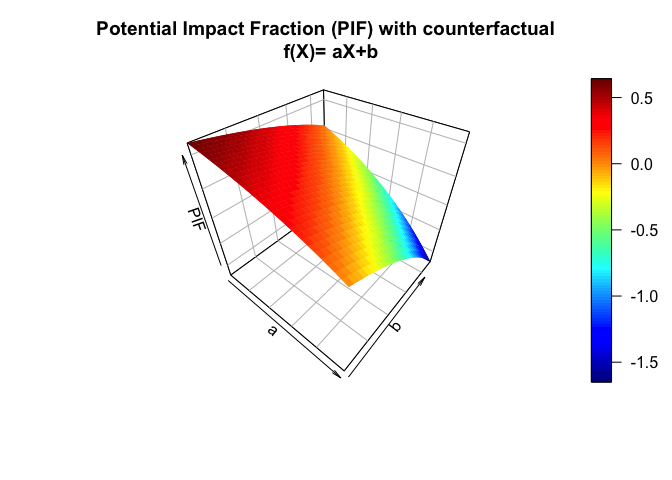 Potential Impact Fraction (PIF) with counterfactual
f(X)= aX+b
0.5
0.0
-0.5
-1.0
-1.5
PIF
a
b